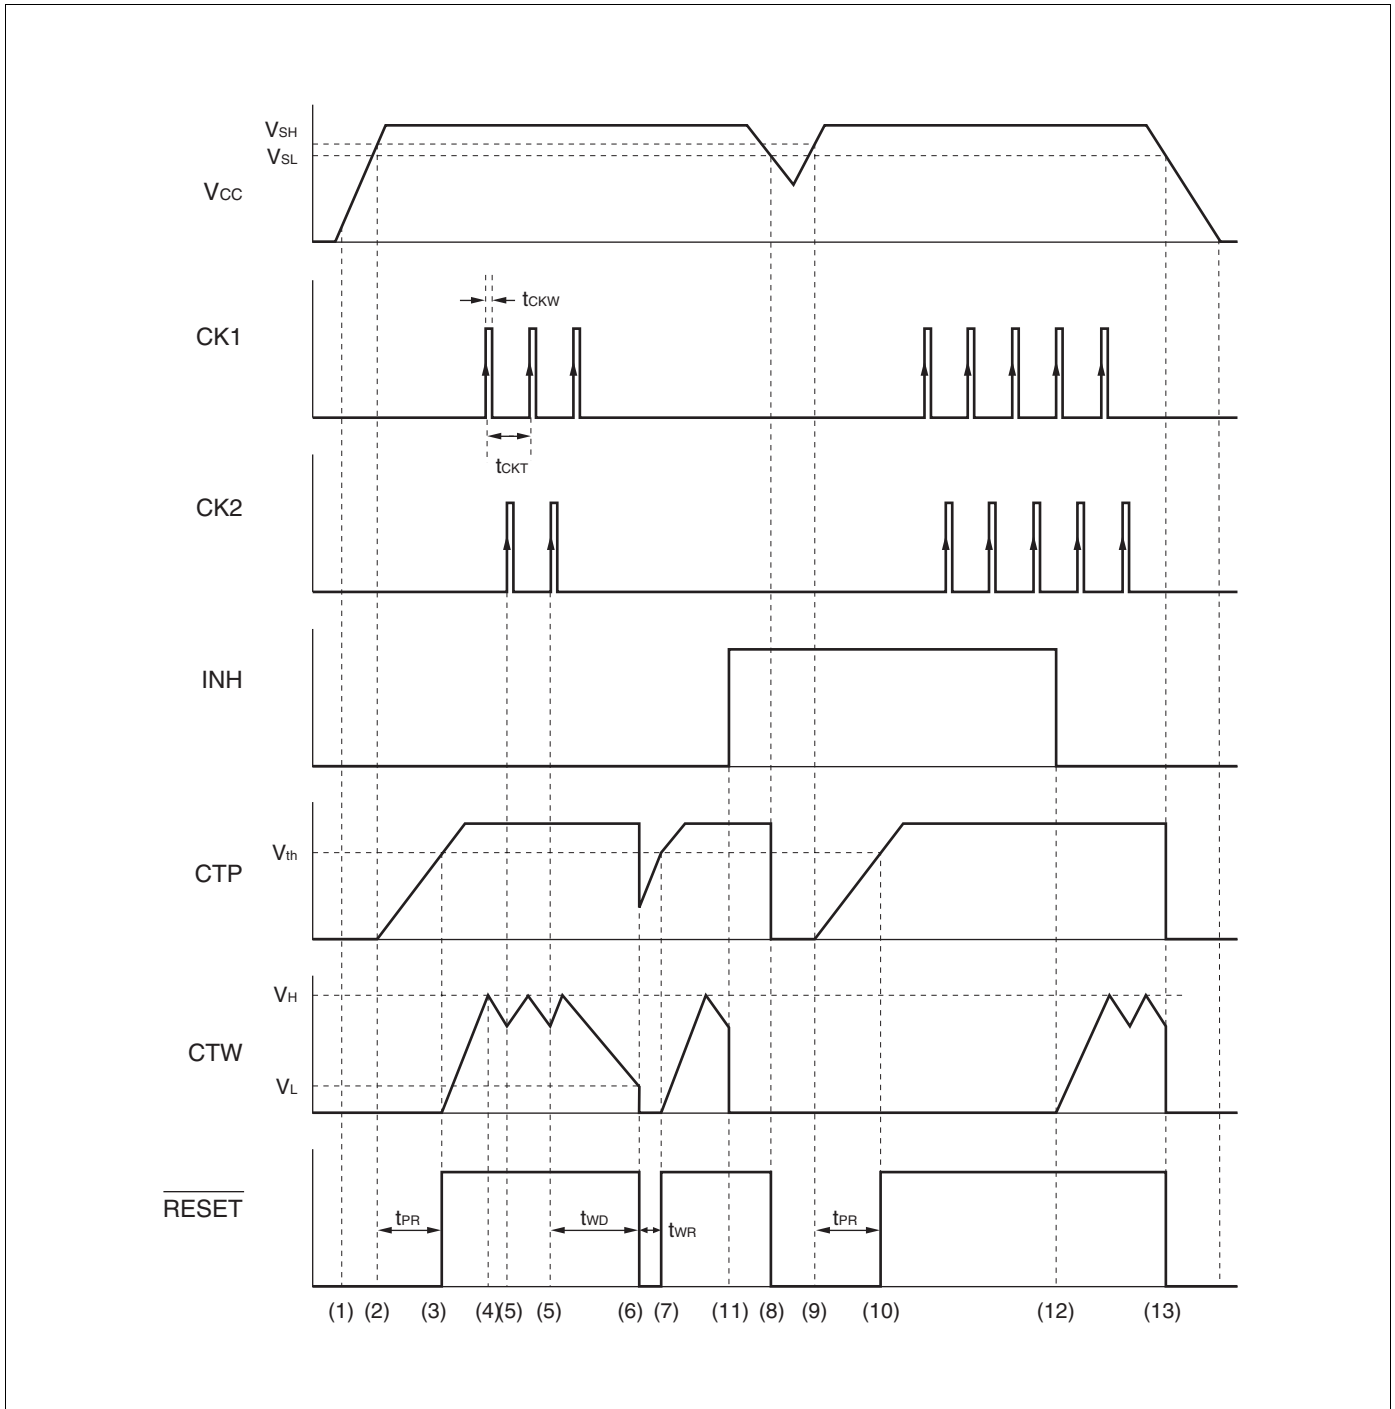 VSH
VSL
VCC
tCKW
CK1
tCKT
CK2
INH
Vth
CTP
VH
CTW
VL
RESET
tPR tWD tWR tPR
(1) (2) (3) (4)(5) (5) (6) (7) (11) (8) (9) (10) (12) (13)